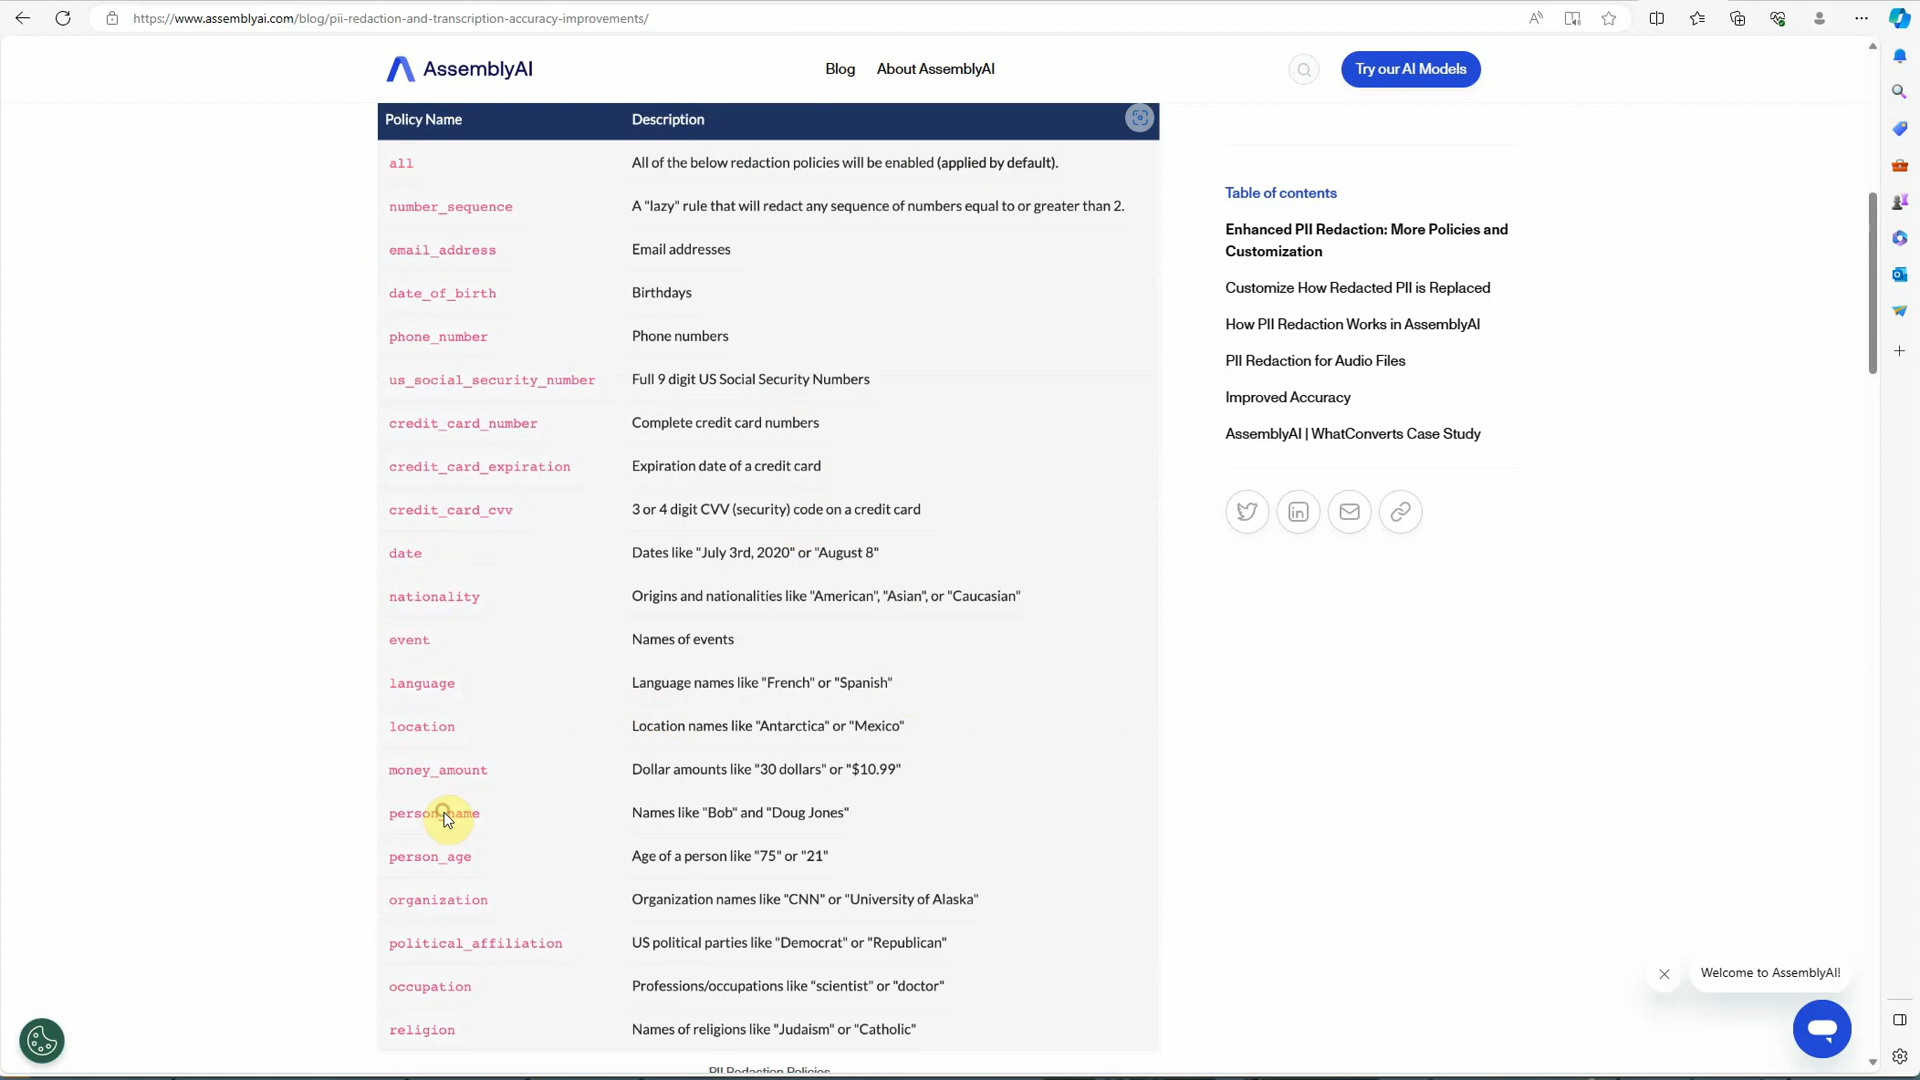 https://www.assemblyai.com/blog/pii-redaction-and-transcription-accuracy-improvements/
AssemblyAI
Blog
About AssemblyAI
Try our AI Models
Policy Name Description
all All of the below redaction policies will be enabled (applied by default).
number_sequence A "lazy" rule that will redact any sequence of numbers equal to or greater than 2.
email_address Email addresses
date_of_birth Birthdays
phone_number Phone numbers
us_social_security_number Full 9 digit US Social Security Numbers
credit_card_number Complete credit card numbers
credit_card_expiration Expiration date of a credit card
credit_card_cvv 3 or 4 digit CVV (security) code on a credit card
date Dates like "July 3rd, 2020" or "August 8"
nationality Origins and nationalities like "American", "Asian", or "Caucasian"
event Names of events
language Language names like "French" or "Spanish"
location Location names like "Antarctica" or "Mexico"
money_amount Dollar amounts like "30 dollars" or "$10.99"
person_name Names like "Bob" and "Doug Jones"
person_age Age of a person like "75" or "21"
organization Organization names like "CNN" or "University of Alaska"
political_affiliation US political parties like "Democrat" or "Republican"
occupation Professions/occupations like "scientist" or "doctor"
religion Names of religions like "Judaism" or "Catholic"
PII Redaction Policies
Table of contents
Enhanced PII Redaction: More Policies and
Customization
Customize How Redacted PII is Replaced
How PII Redaction Works in AssemblyAI
PII Redaction for Audio Files
Improved Accuracy
AssemblyAI | WhatConverts Case Study
Welcome to AssemblyAI!